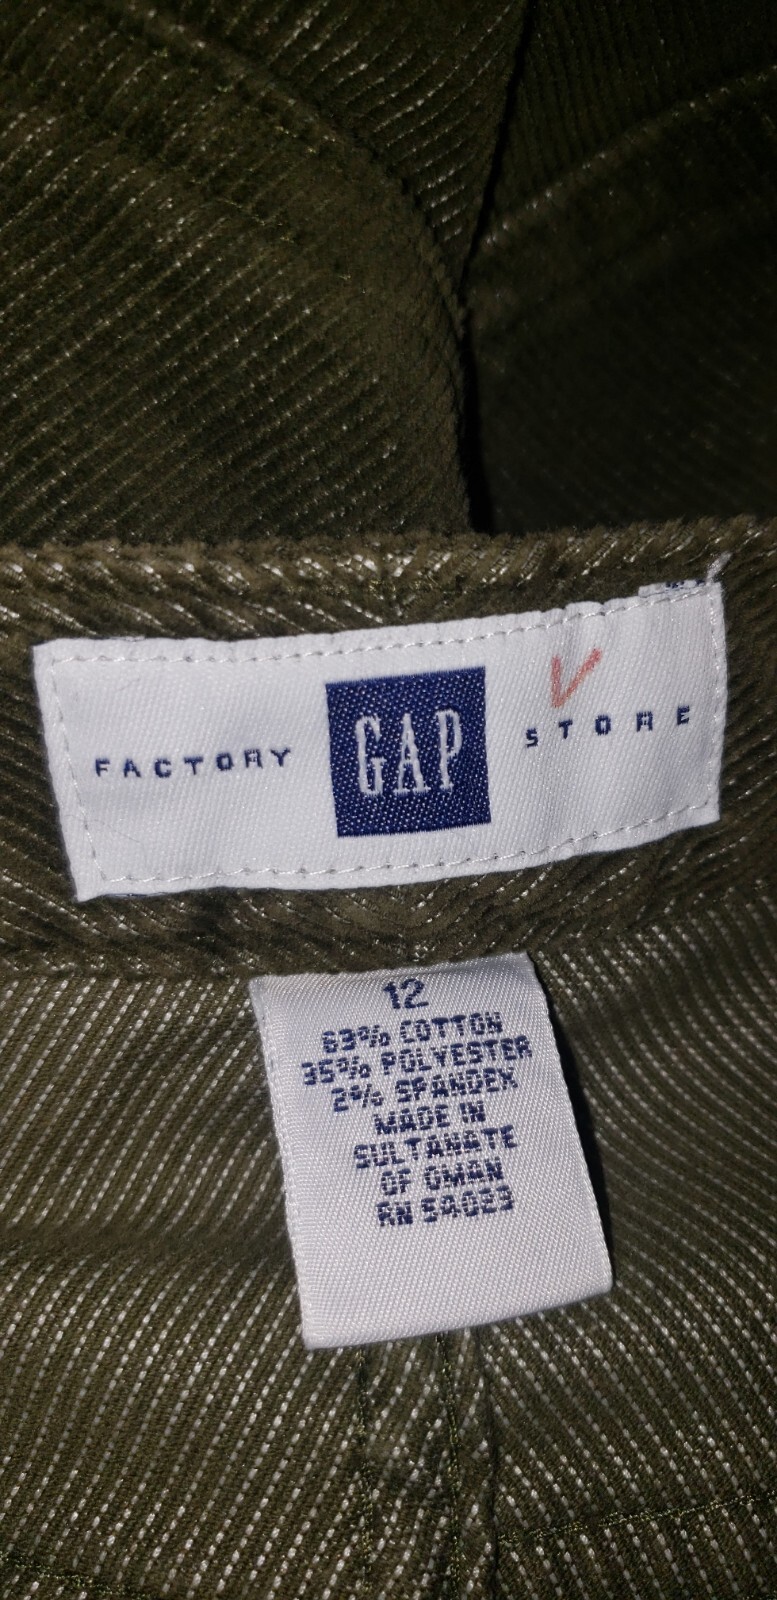 FACTORY GAP STORE
12
63% COTTON
35% POLYESTER
2% SPANDEX
MADE IN
SULTANATE
OF OMAN
RN 54023